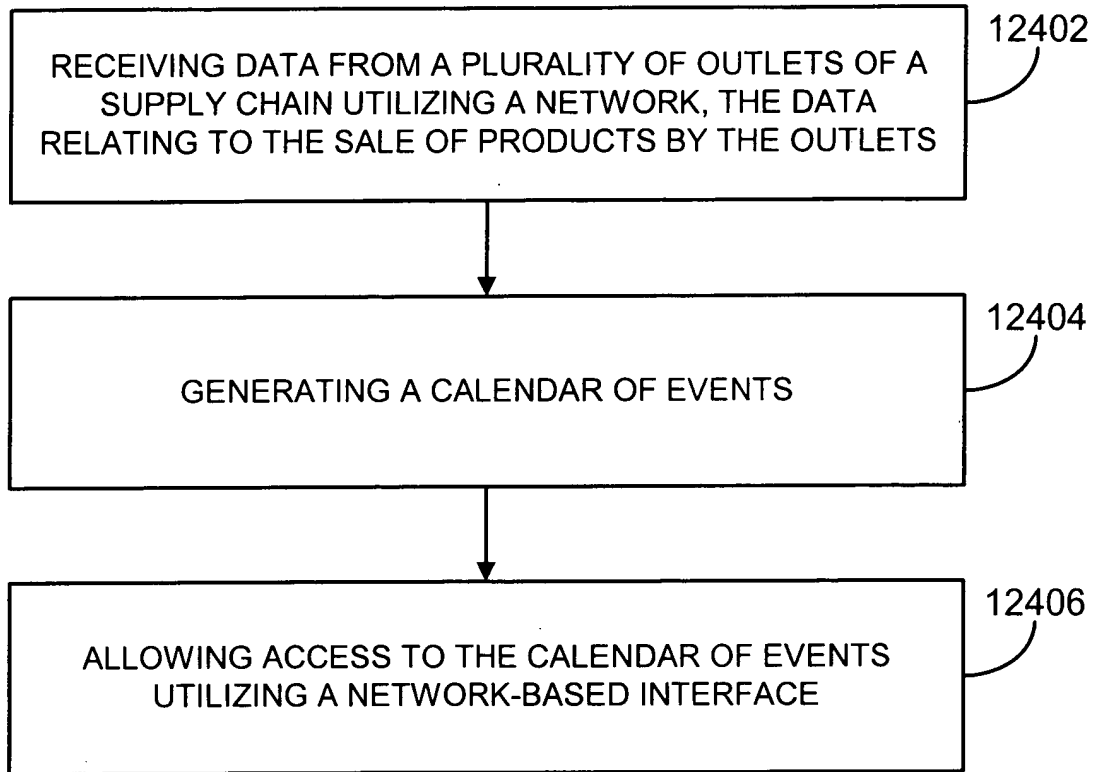 12402
RECEIVING DATA FROM A PLURALITY OF OUTLETS OF A
SUPPLY CHAIN UTILIZING A NETWORK, THE DATA
RELATING TO THE SALE OF PRODUCTS BY THE OUTLETS
12404
GENERATING A CALENDAR OF EVENTS
12406
ALLOWING ACCESS TO THE CALENDAR OF EVENTS
UTILIZING A NETWORK-BASED INTERFACE